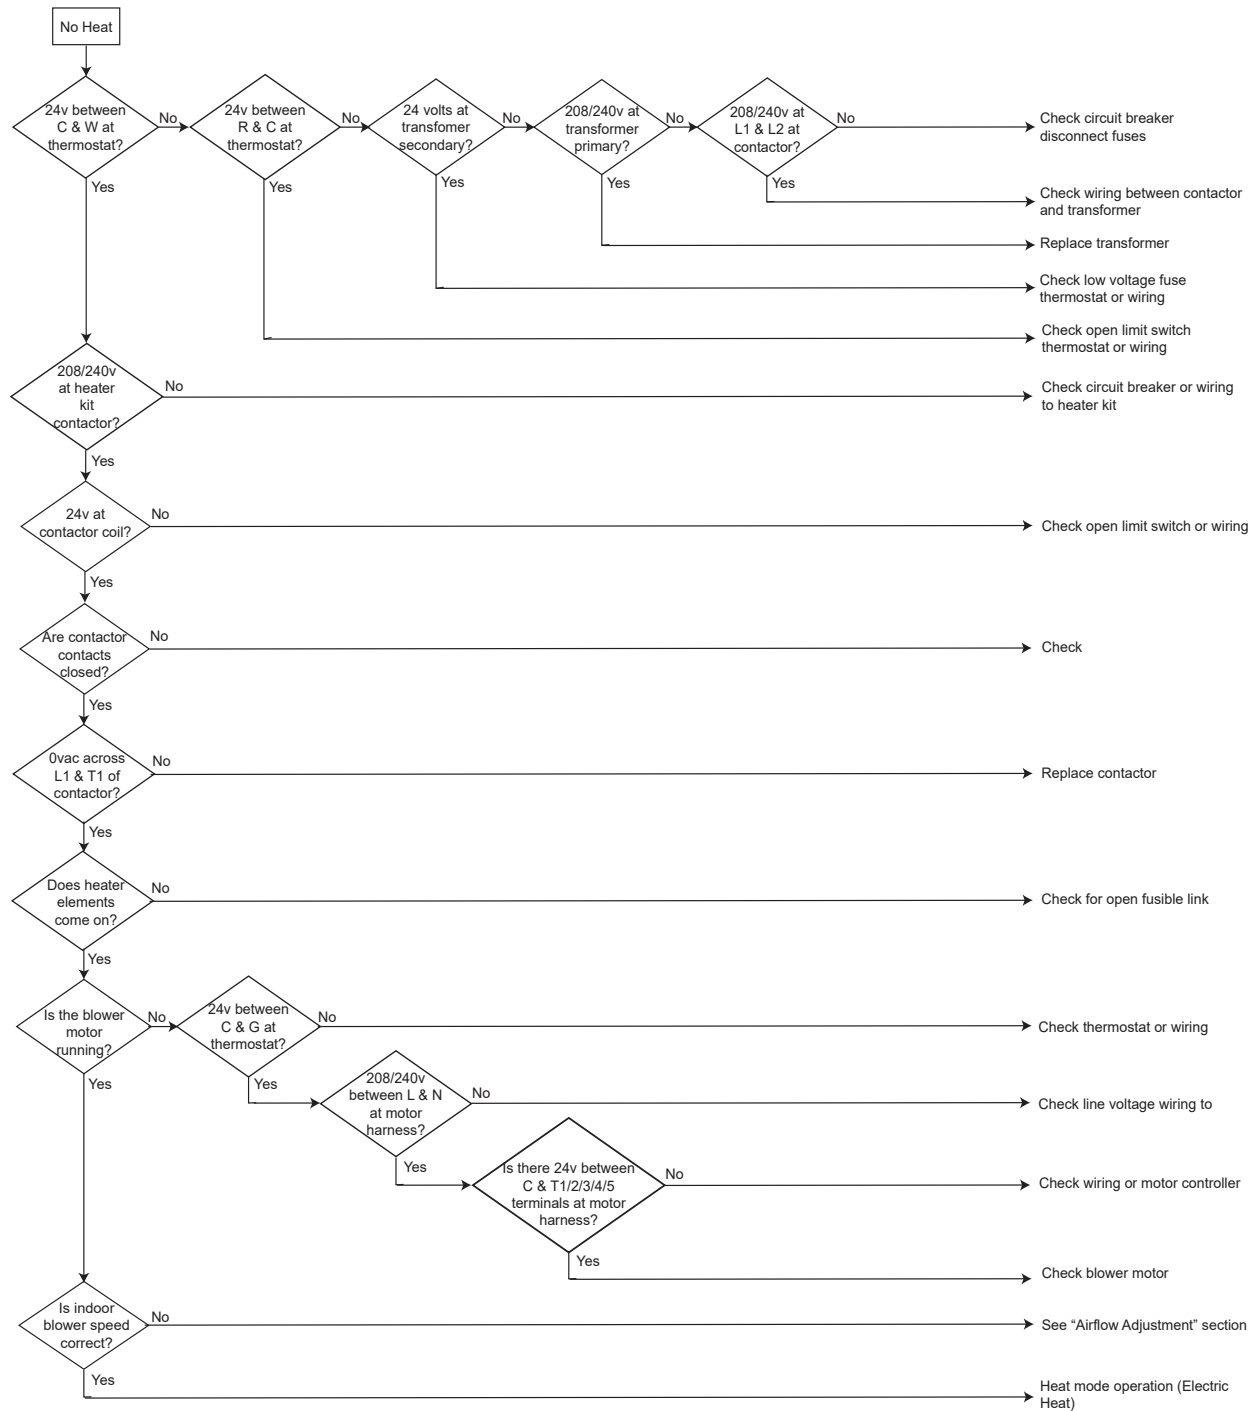 No Heat
24v between
C & W at
thermostat?
No
24v between
R & C at
thermostat?
No
24 volts at
transfomer
secondary?
No
208/240v at
transformer
primary?
No
208/240v at
L1 & L2 at
contactor?
No
Check circuit breaker
disconnect fuses
Yes
Yes
Yes
Yes
Yes
Check wiring between contactor
and transformer
Replace transformer
Check low voltage fuse
thermostat or wiring
Check open limit switch
thermostat or wiring
208/240v
at heater
kit
contactor?
No
Check circuit breaker or wiring
to heater kit
Yes
24v at
contactor coil?
No
Check open limit switch or wiring
Yes
Are contactor
contacts
closed?
No
Check
Yes
0vac across
L1 & T1 of
contactor?
No
Replace contactor
Yes
Does heater
elements
come on?
No
Check for open fusible link
Yes
Is the blower
motor
running?
No
24v between
C & G at
thermostat?
No
Check thermostat or wiring
Yes
Yes
208/240v
between L & N
at motor
harness?
No
Check line voltage wiring to
Yes
Is there 24v between
C & T1/2/3/4/5
terminals at motor
harness?
No
Check wiring or motor controller
Yes
Check blower motor
Is indoor
blower speed
correct?
No
See “Airflow Adjustment” section
Yes
Heat mode operation (Electric
Heat)